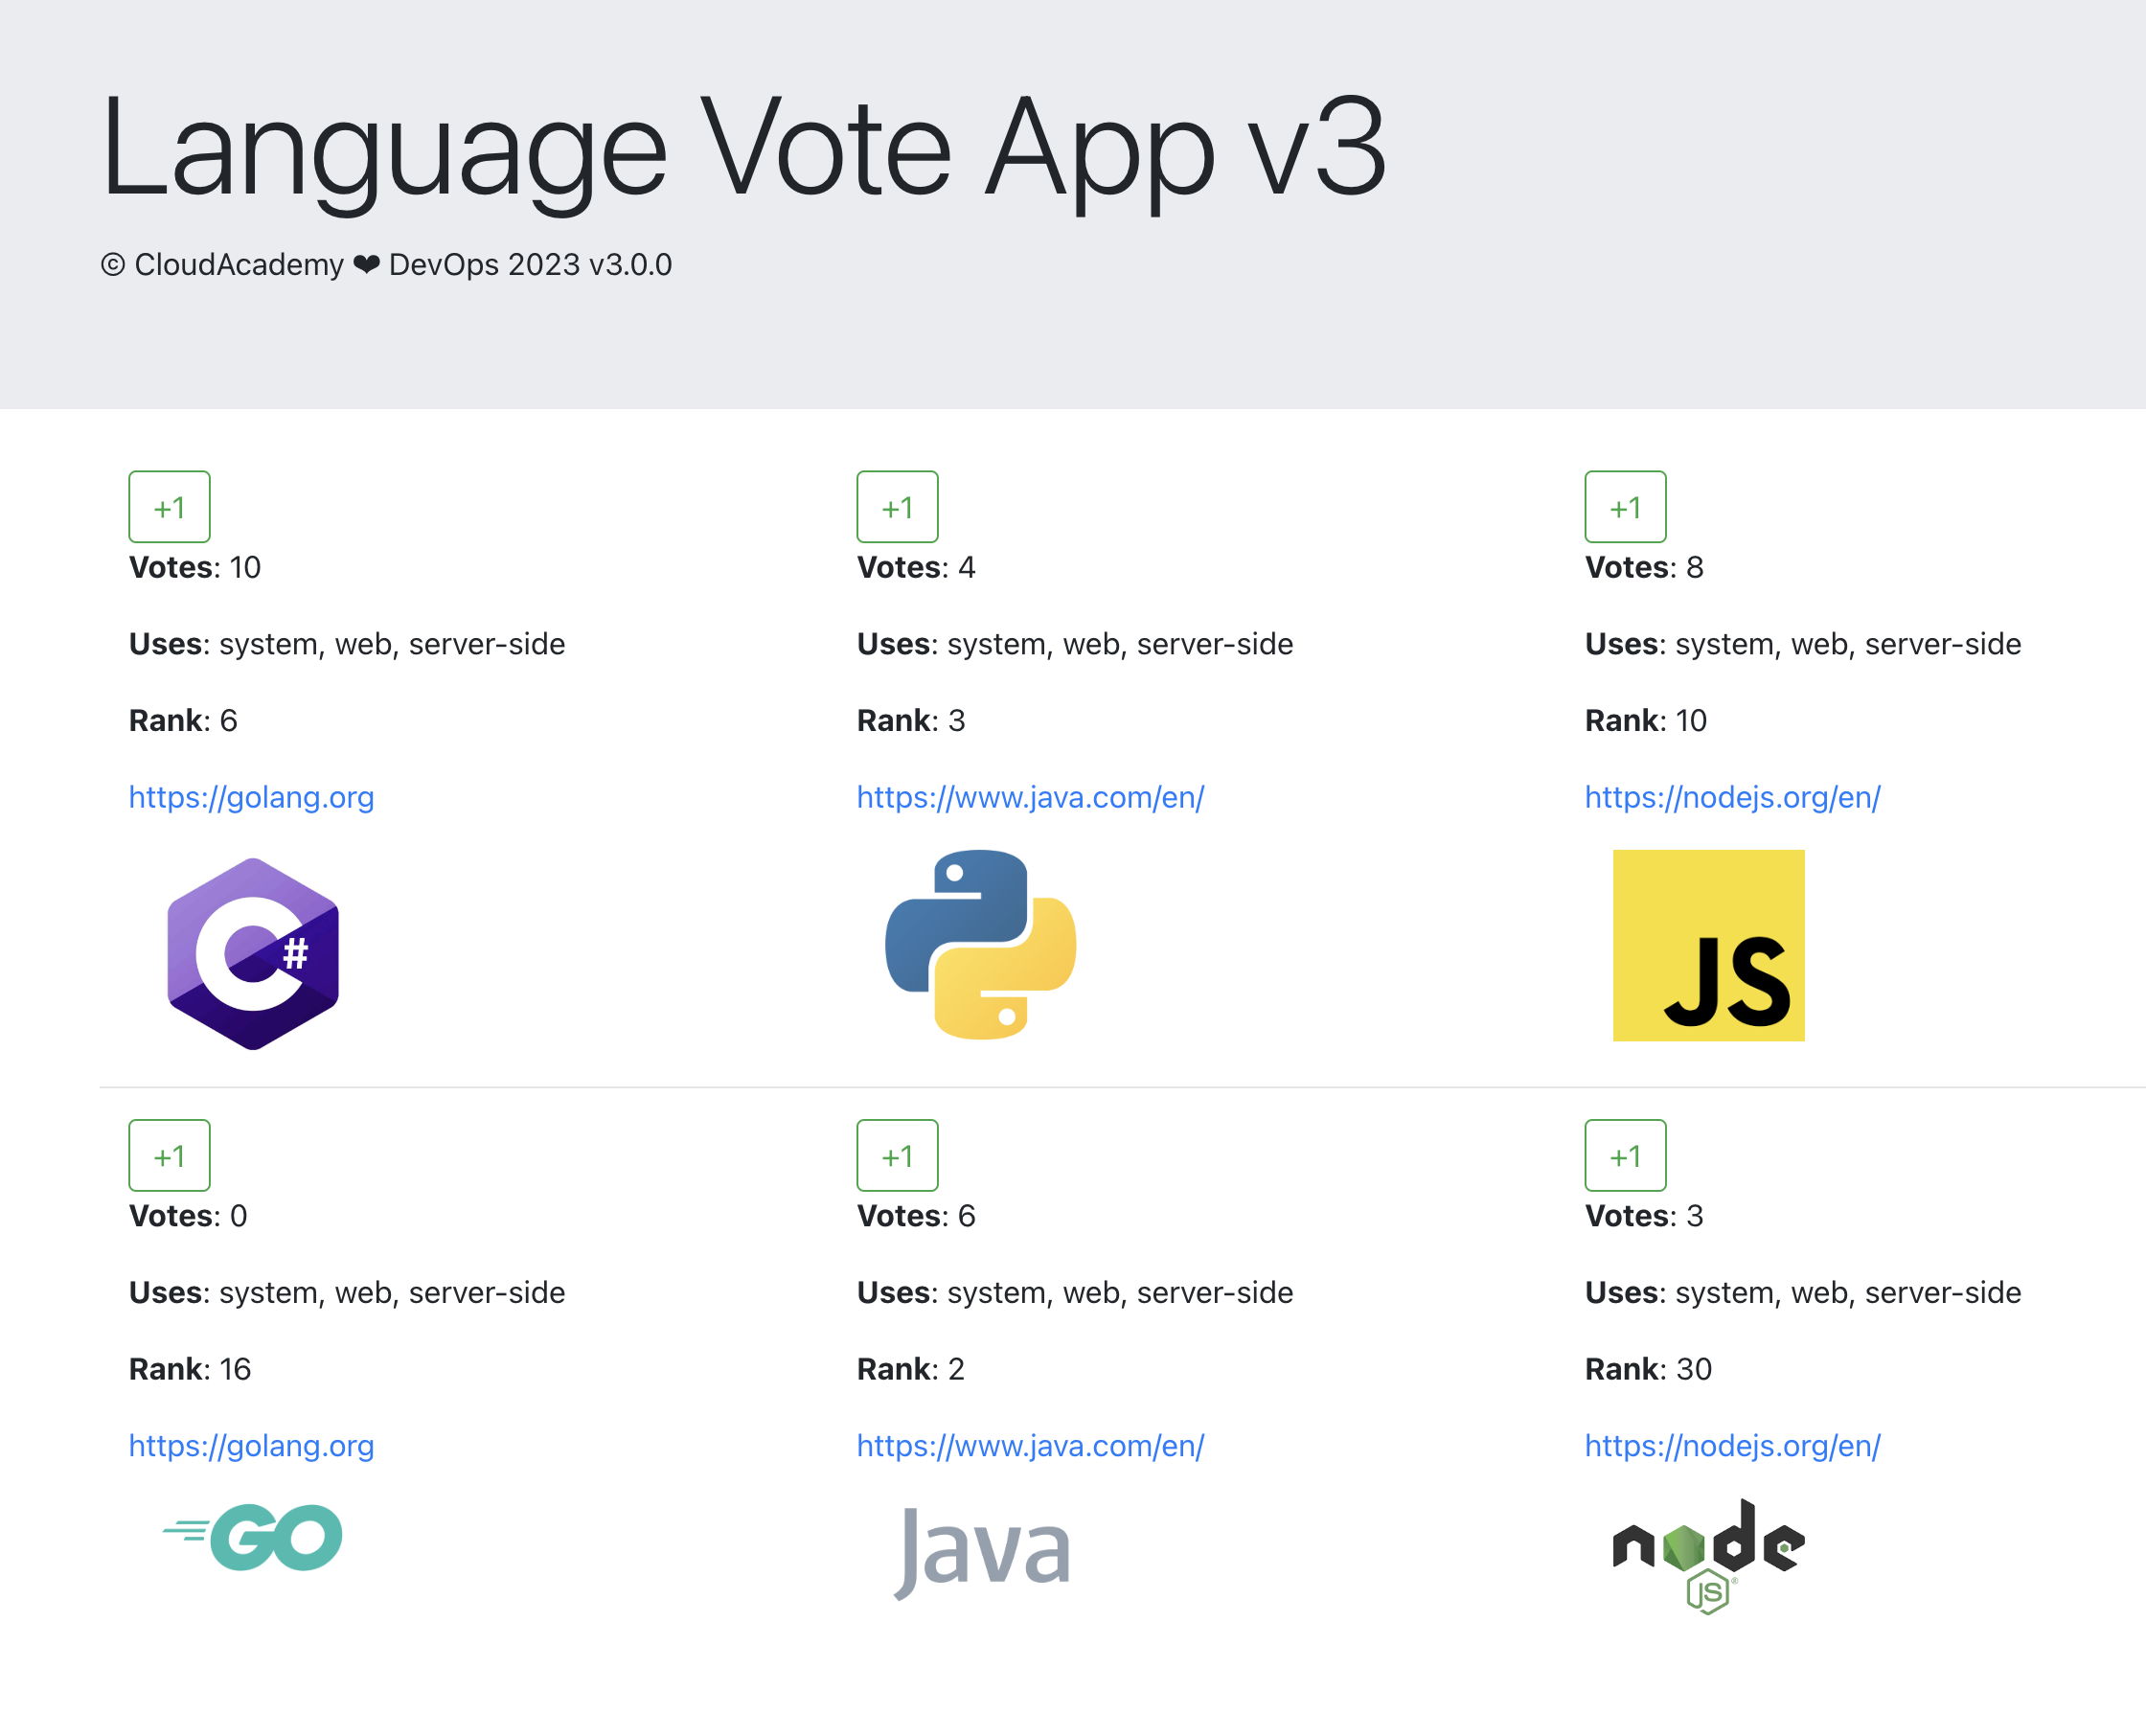 Language Vote App v3
© CloudAcademy ❤ DevOps 2023 v3.0.0
+1
Votes: 10
Uses: system, web, server-side
Rank: 6
https://golang.org
C#
+1
Votes: 4
Uses: system, web, server-side
Rank: 3
https://www.java.com/en/
+1
Votes: 8
Uses: system, web, server-side
Rank: 10
https://nodejs.org/en/
JS
+1
Votes: 0
Uses: system, web, server-side
Rank: 16
https://golang.org
GO
+1
Votes: 6
Uses: system, web, server-side
Rank: 2
https://www.java.com/en/
Java
+1
Votes: 3
Uses: system, web, server-side
Rank: 30
https://nodejs.org/en/
node
JS®